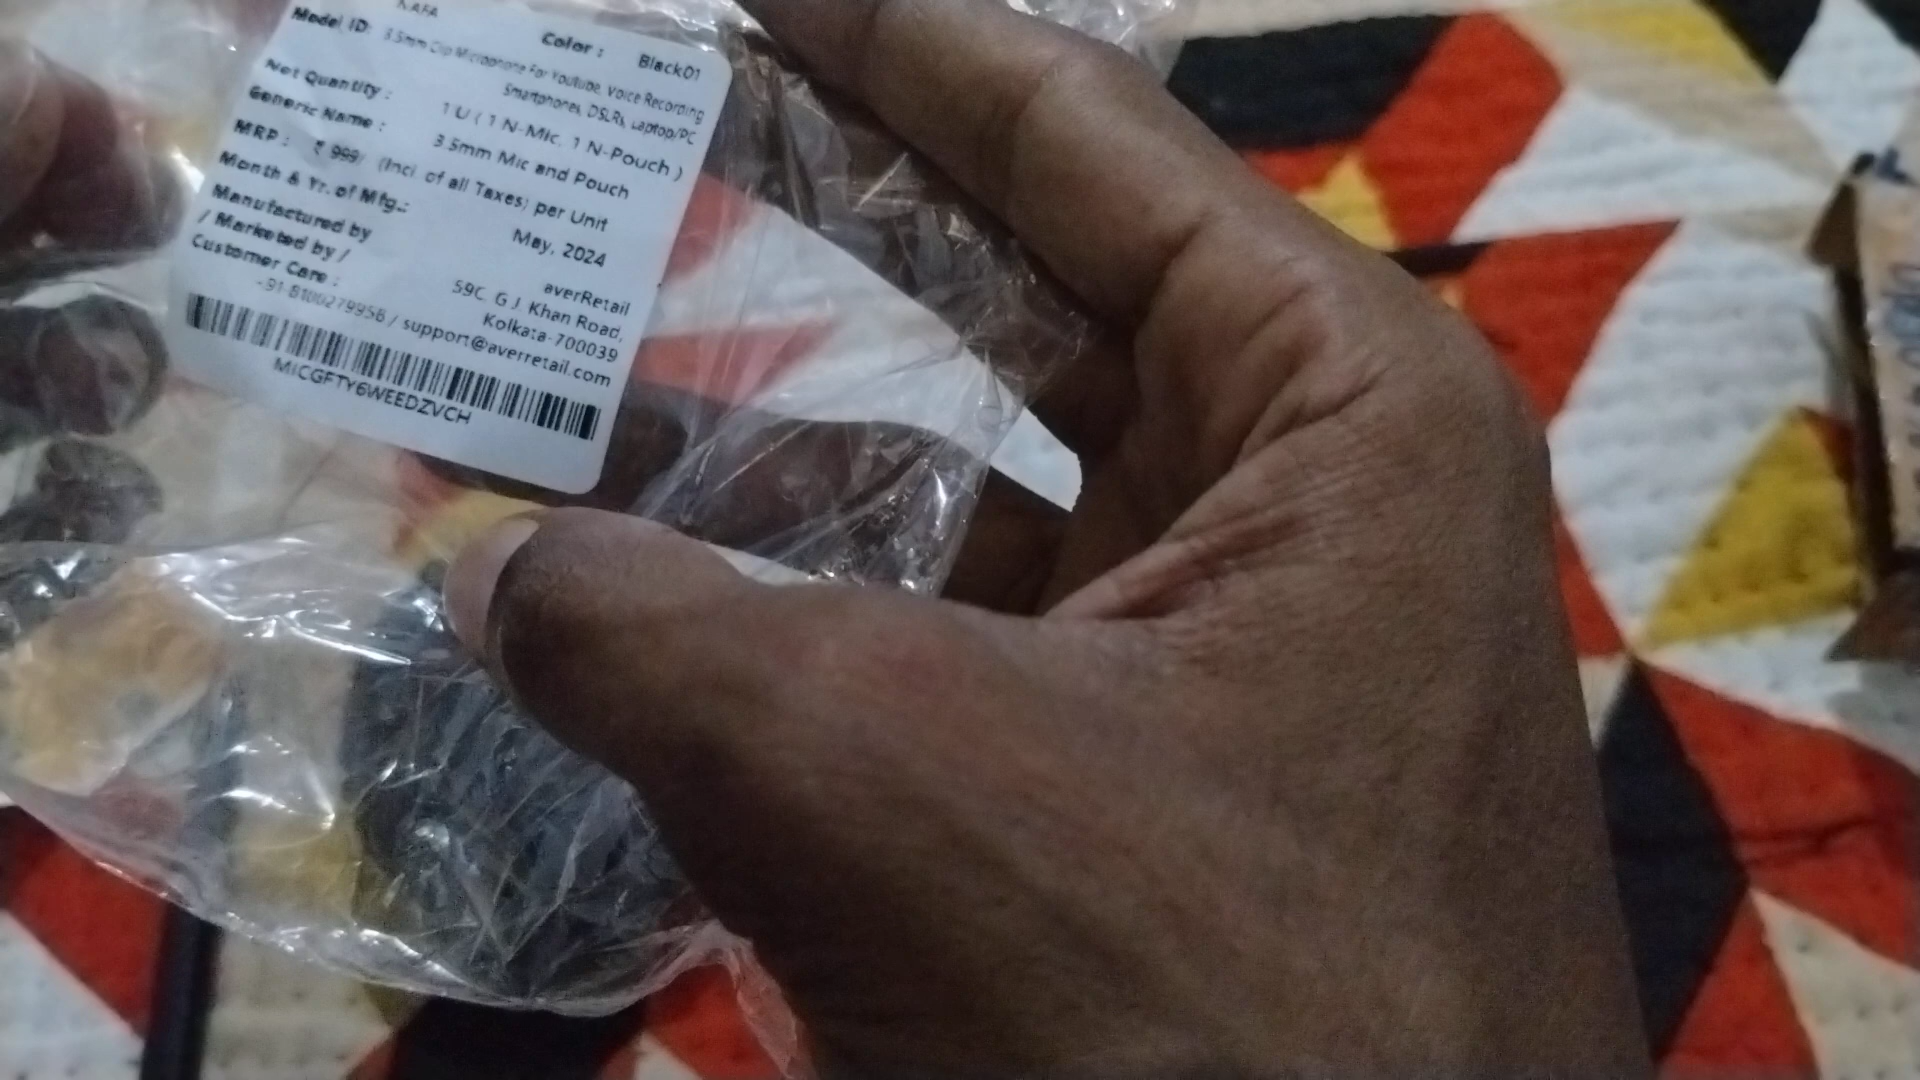 NAFA
Color : Black01
Model ID: 3.5mm Clip Microphone For Youtube, Voice Recording
Smartphones, DSLRs, Laptop/PC
Net Quantity : 1 U ( 1 N-Mic, 1 N-Pouch )
Generic Name : 3.5mm Mic and Pouch
MRP : ₹ 999/ (Incl. of all Taxes) per Unit
Month & Yr. of Mfg.: May, 2024
Manufactured by
/ Marketed by /
Customer Care :
averRetail
59C, G.J. Khan Road,
Kolkata-700039
+91-8100279958 / support@averretail.com
MICGFTY6WEEDZVCH